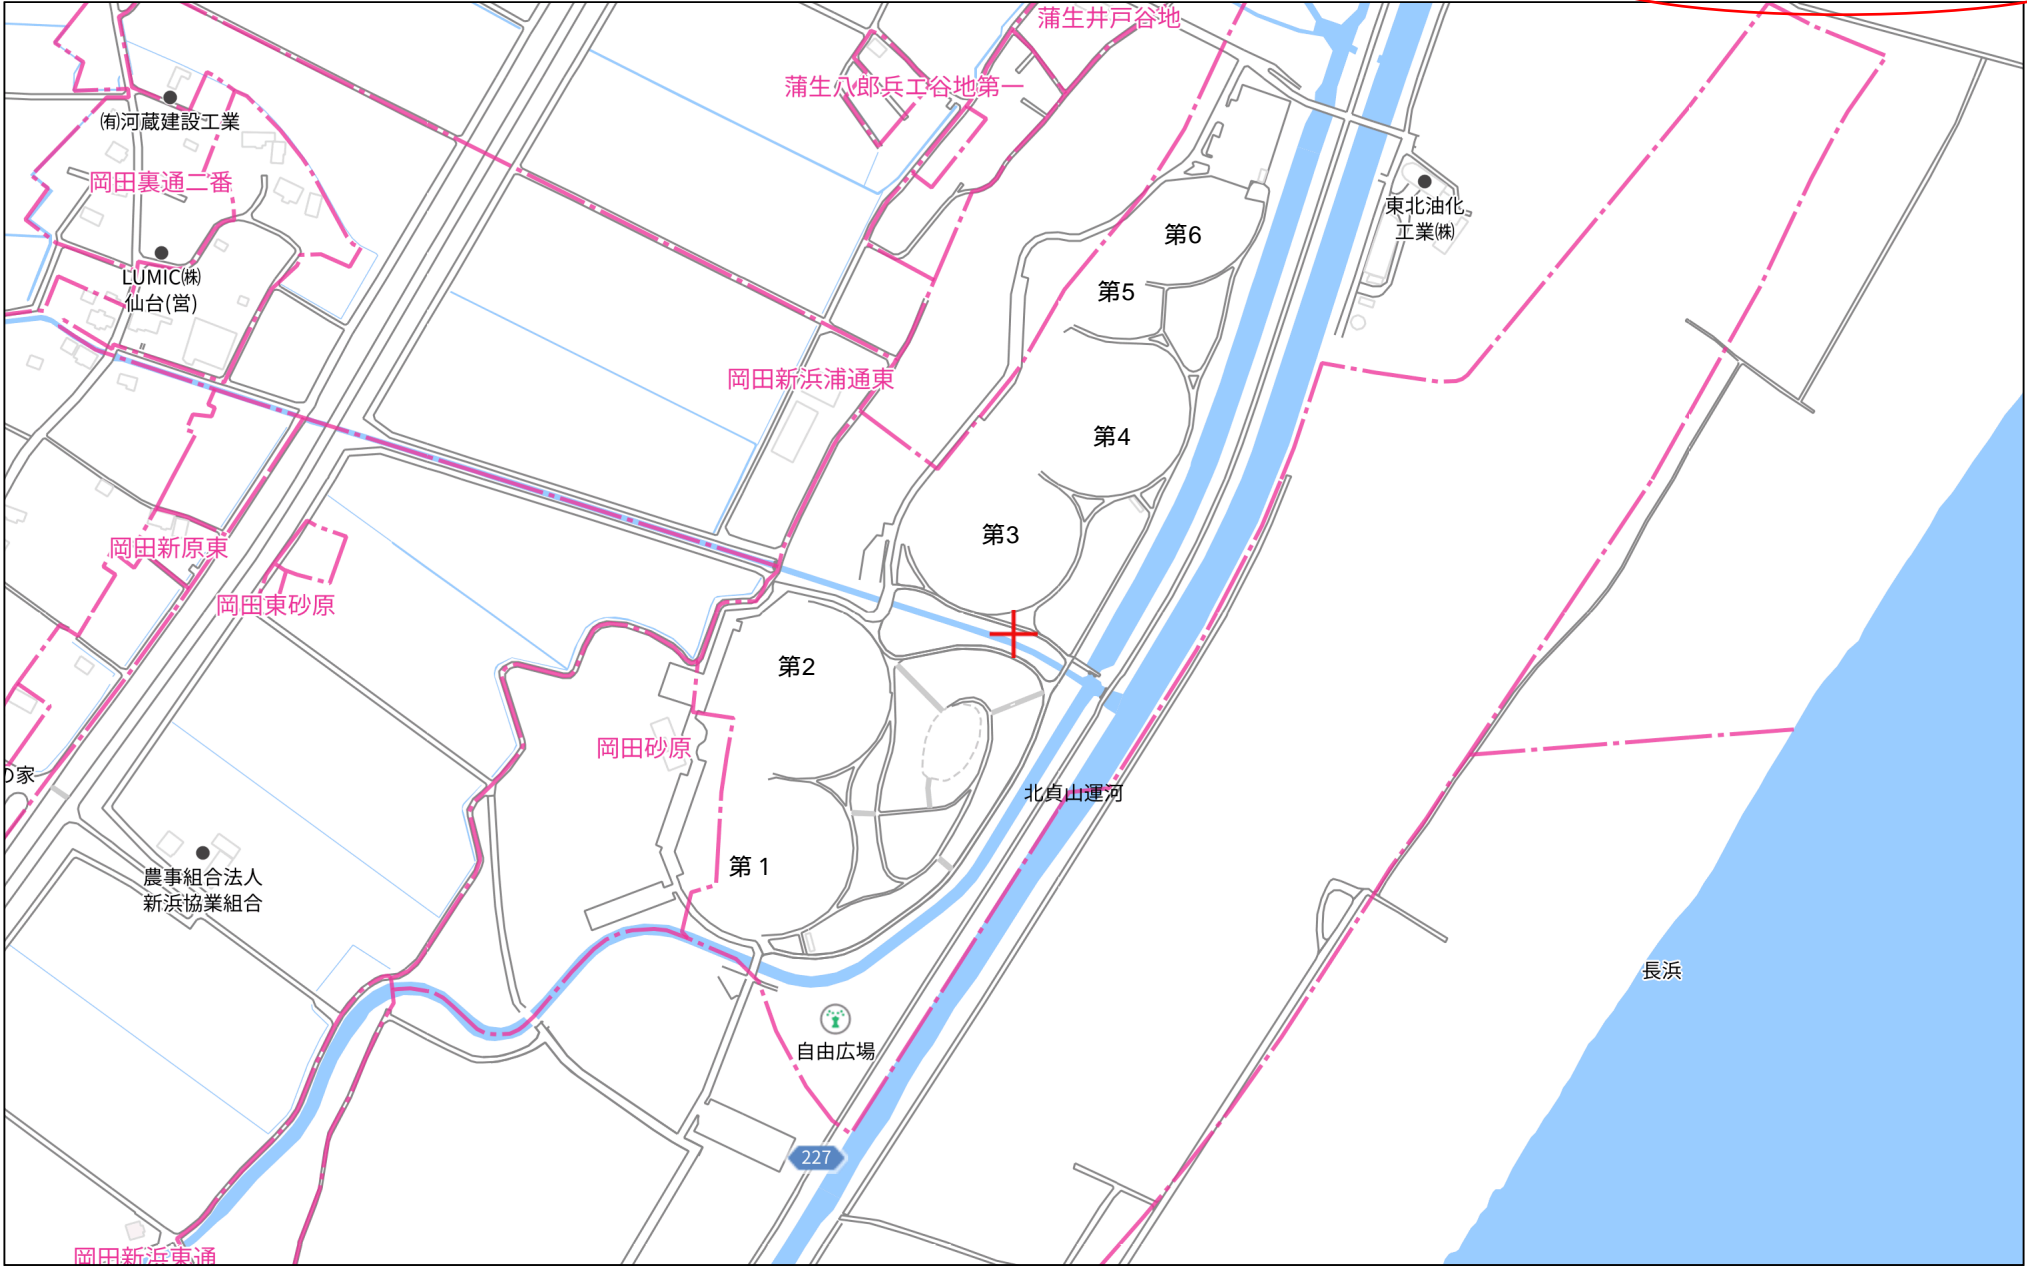 蒲生井戸谷地
蒲生八郎兵エ谷地第一
㈲河蔵建設工業
岡田裏通二番
東北油化
工業㈱
第6
LUMIC㈱
仙台(営)
第5
岡田新浜浦通東
第4
第3
岡田新原東
岡田東砂原
第2
岡田砂原
の家
北貞山運河
第1
農事組合法人
新浜協業組合
長浜
自由広場
227
岡田新浜東通